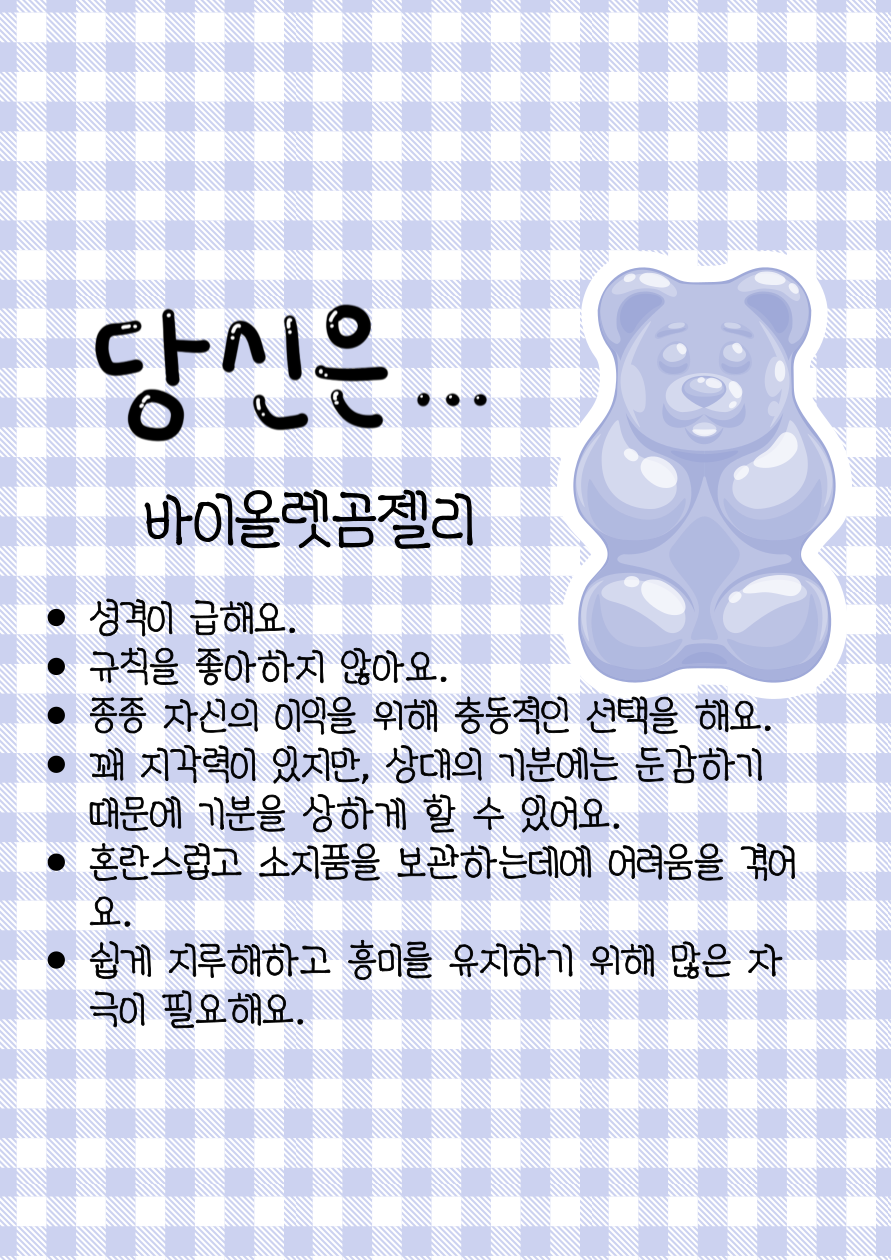 당신은...
바이올렛곰젤리
● 성격이 급해요.
● 규칙을 좋아하지 않아요.
● 종종 자신의 이익을 위해 충동적인 선택을 해요.
● 꽤 지각력이 있지만, 상대의 기분에는 둔감하기
때문에 기분을 상하게 할 수 있어요.
● 혼란스럽고 소지품을 보관하는데에 어려움을 겪어
요.
● 쉽게 지루해하고 흥미를 유지하기 위해 많은 자
극이 필요해요.